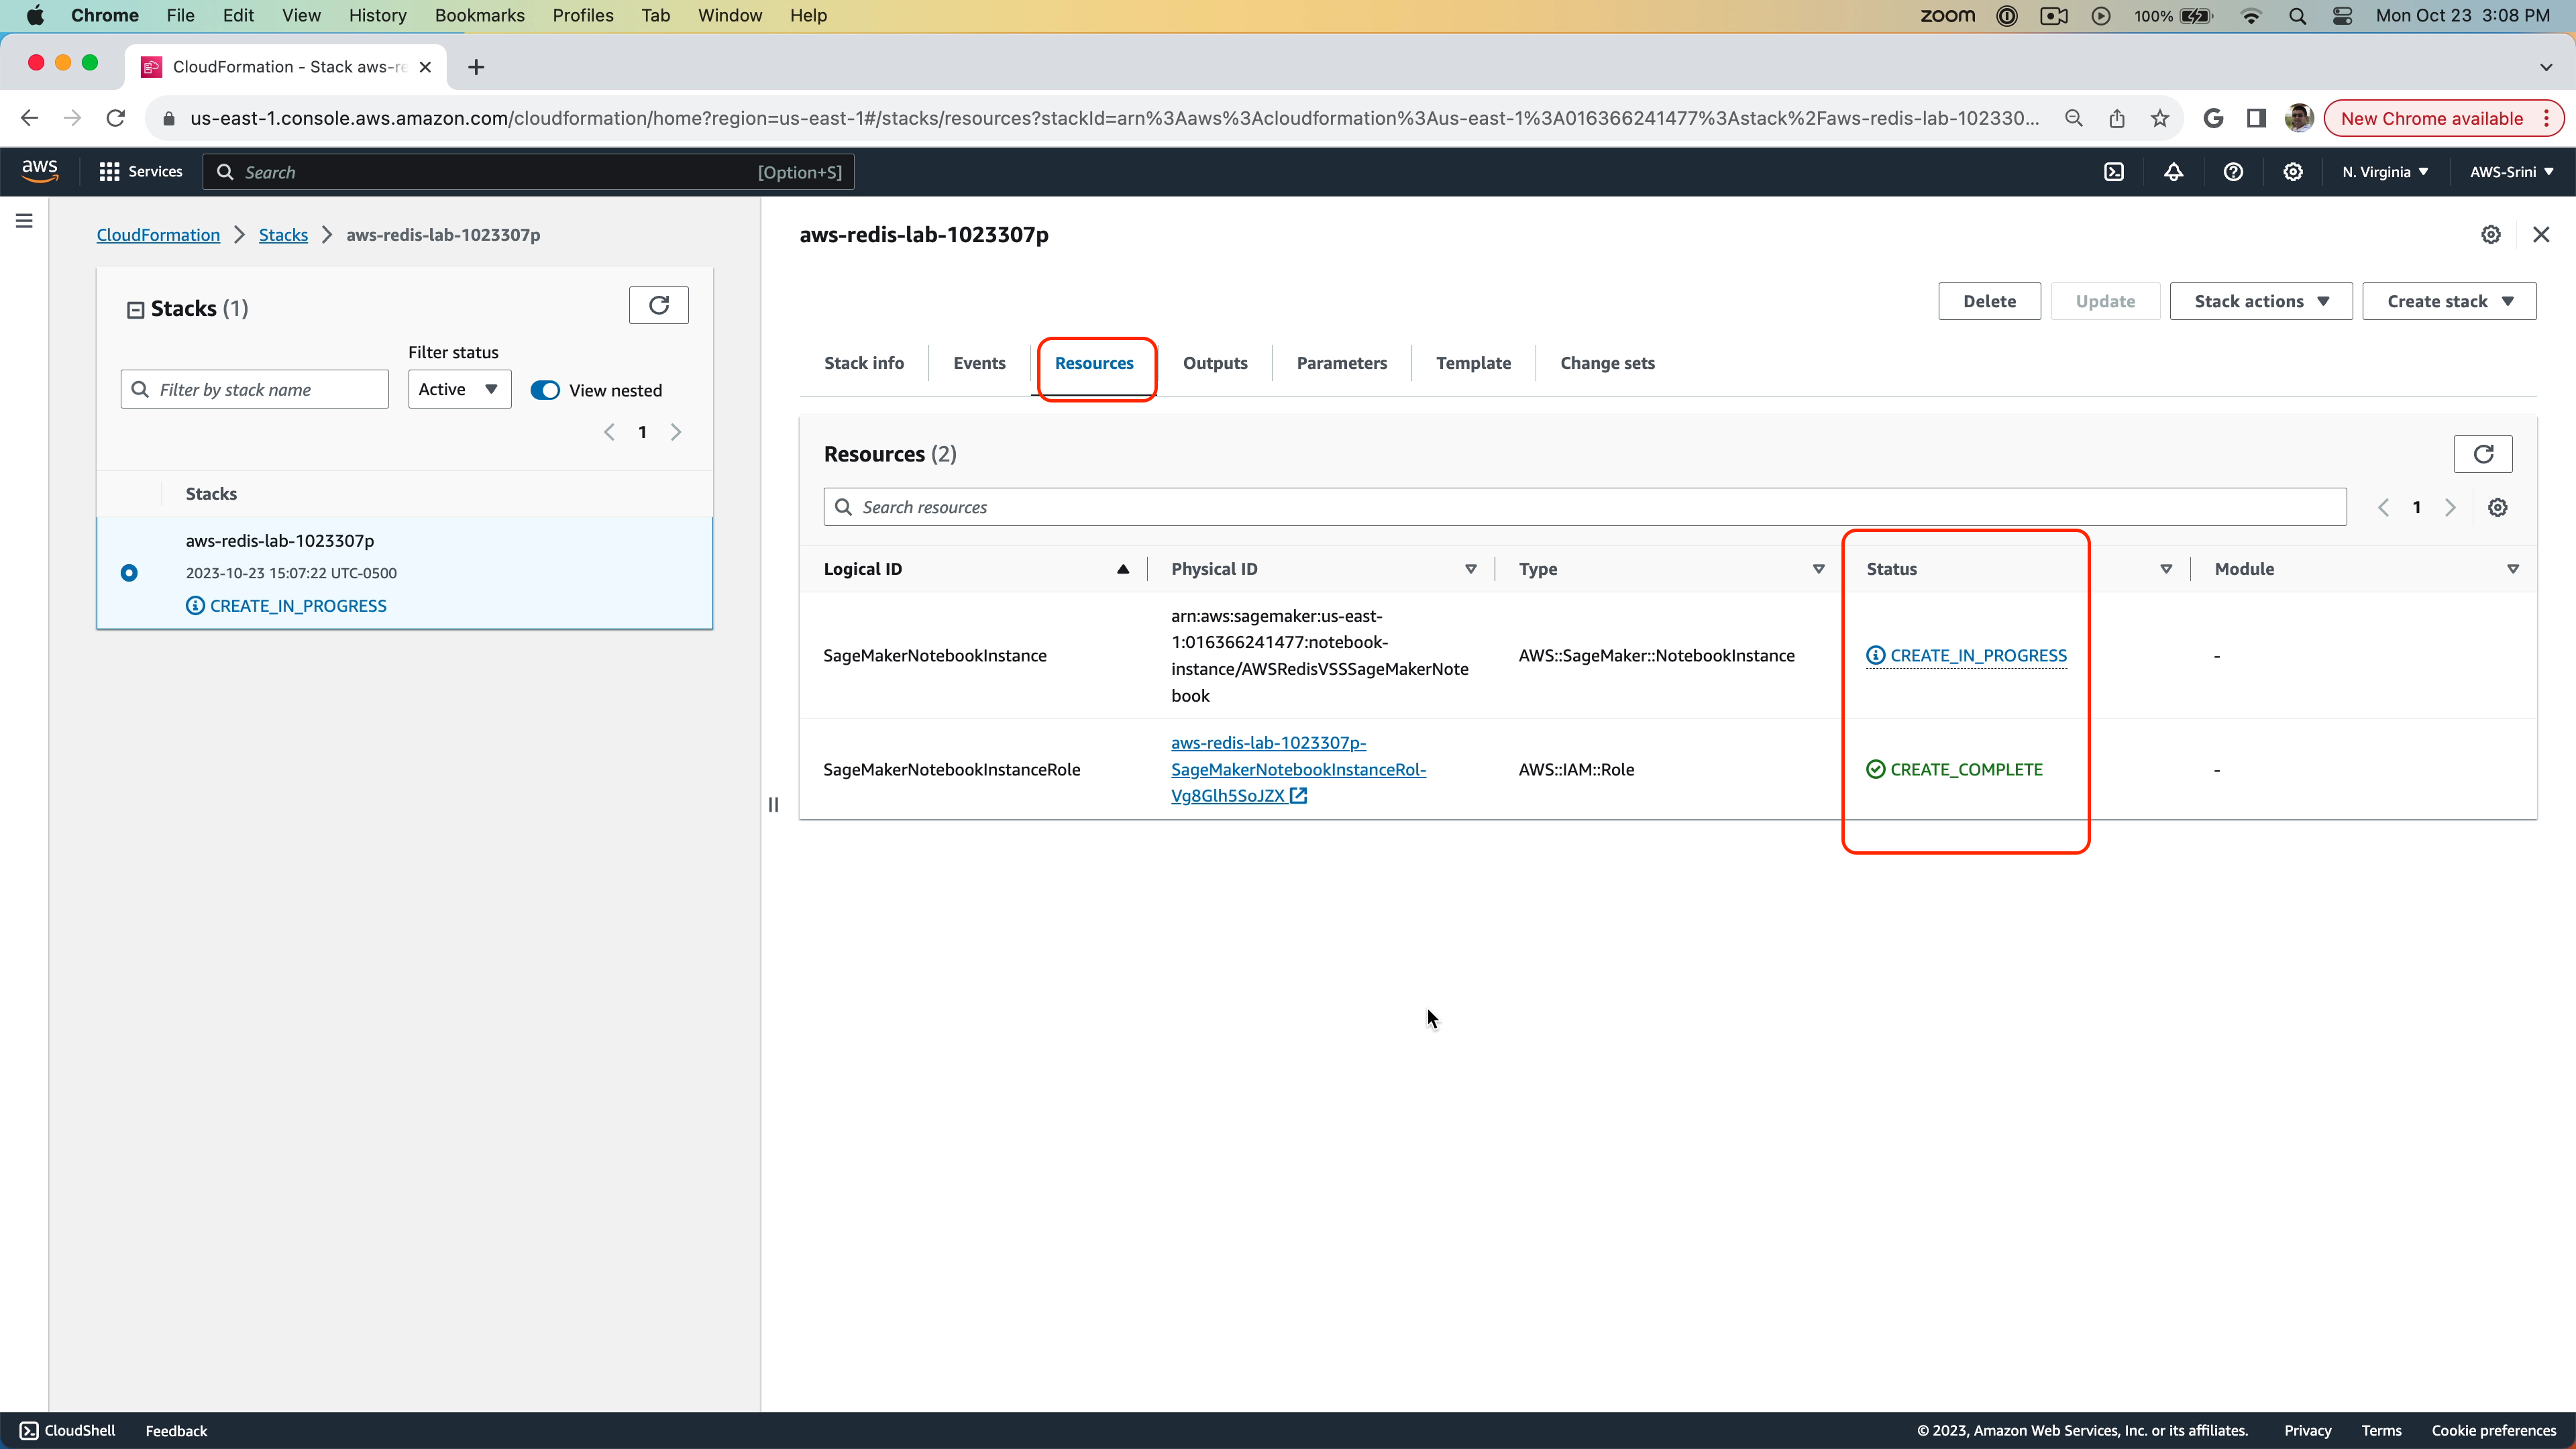 Chrome File Edit View History Bookmarks Profiles Tab Window Help zoom 100% Mon Oct 23 3:08 PM
CloudFormation - Stack aws-re
us-east-1.console.aws.amazon.com/cloudformation/home?region=us-east-1#/stacks/resources?stackId=arn%3Aaws%3Acloudformation%3Aus-east-1%3A016366241477%3Astack%2Faws-redis-lab-102330... New Chrome available
aws Services Search [Option+S] N. Virginia AWS-Srini
CloudFormation Stacks aws-redis-lab-1023307p
Stacks (1)
Filter status
Filter by stack name Active View nested
1
Stacks
aws-redis-lab-1023307p
2023-10-23 15:07:22 UTC-0500
CREATE_IN_PROGRESS
aws-redis-lab-1023307p
Delete Update Stack actions Create stack
Stack info Events Resources Outputs Parameters Template Change sets
Resources (2)
Search resources 1
Logical ID Physical ID Type Status Module
SageMakerNotebookInstance
arn:aws:sagemaker:us-east-
1:016366241477:notebook-
instance/AWSRedisVSSSageMakerNote
book
AWS::SageMaker::NotebookInstance
CREATE_IN_PROGRESS
-
SageMakerNotebookInstanceRole
aws-redis-lab-1023307p-
SageMakerNotebookInstanceRol-
Vg8Glh5SoJZX
AWS::IAM::Role
CREATE_COMPLETE
-
CloudShell Feedback © 2023, Amazon Web Services, Inc. or its affiliates. Privacy Terms Cookie preferences